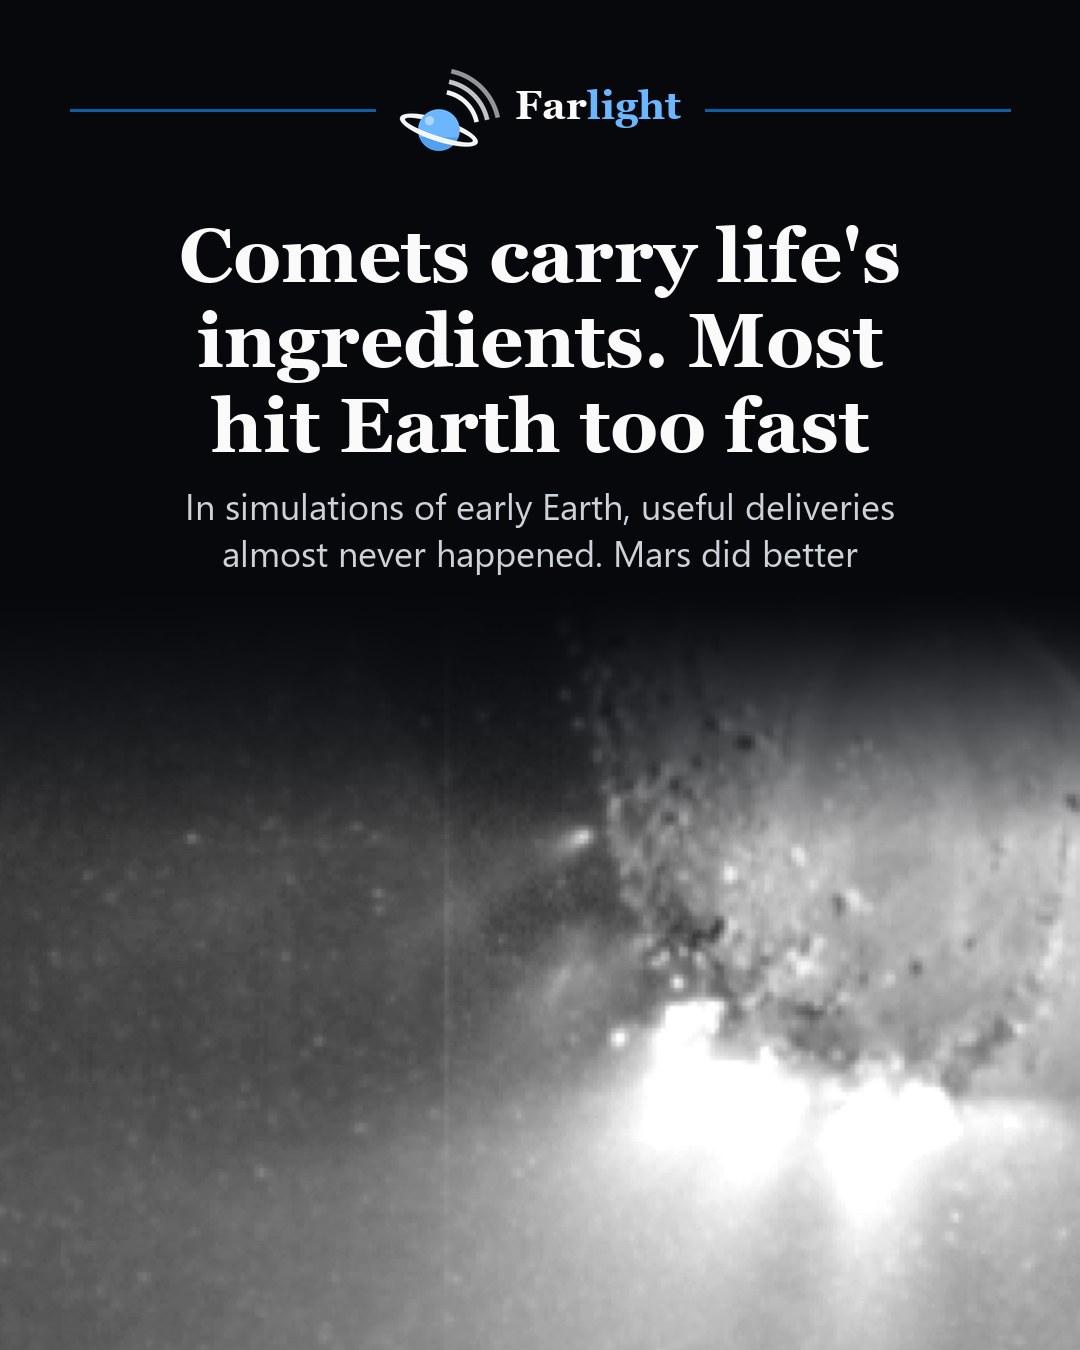 Farlight
Comets carry life's
ingredients. Most
hit Earth too fast
In simulations of early Earth, useful deliveries
almost never happened. Mars did better